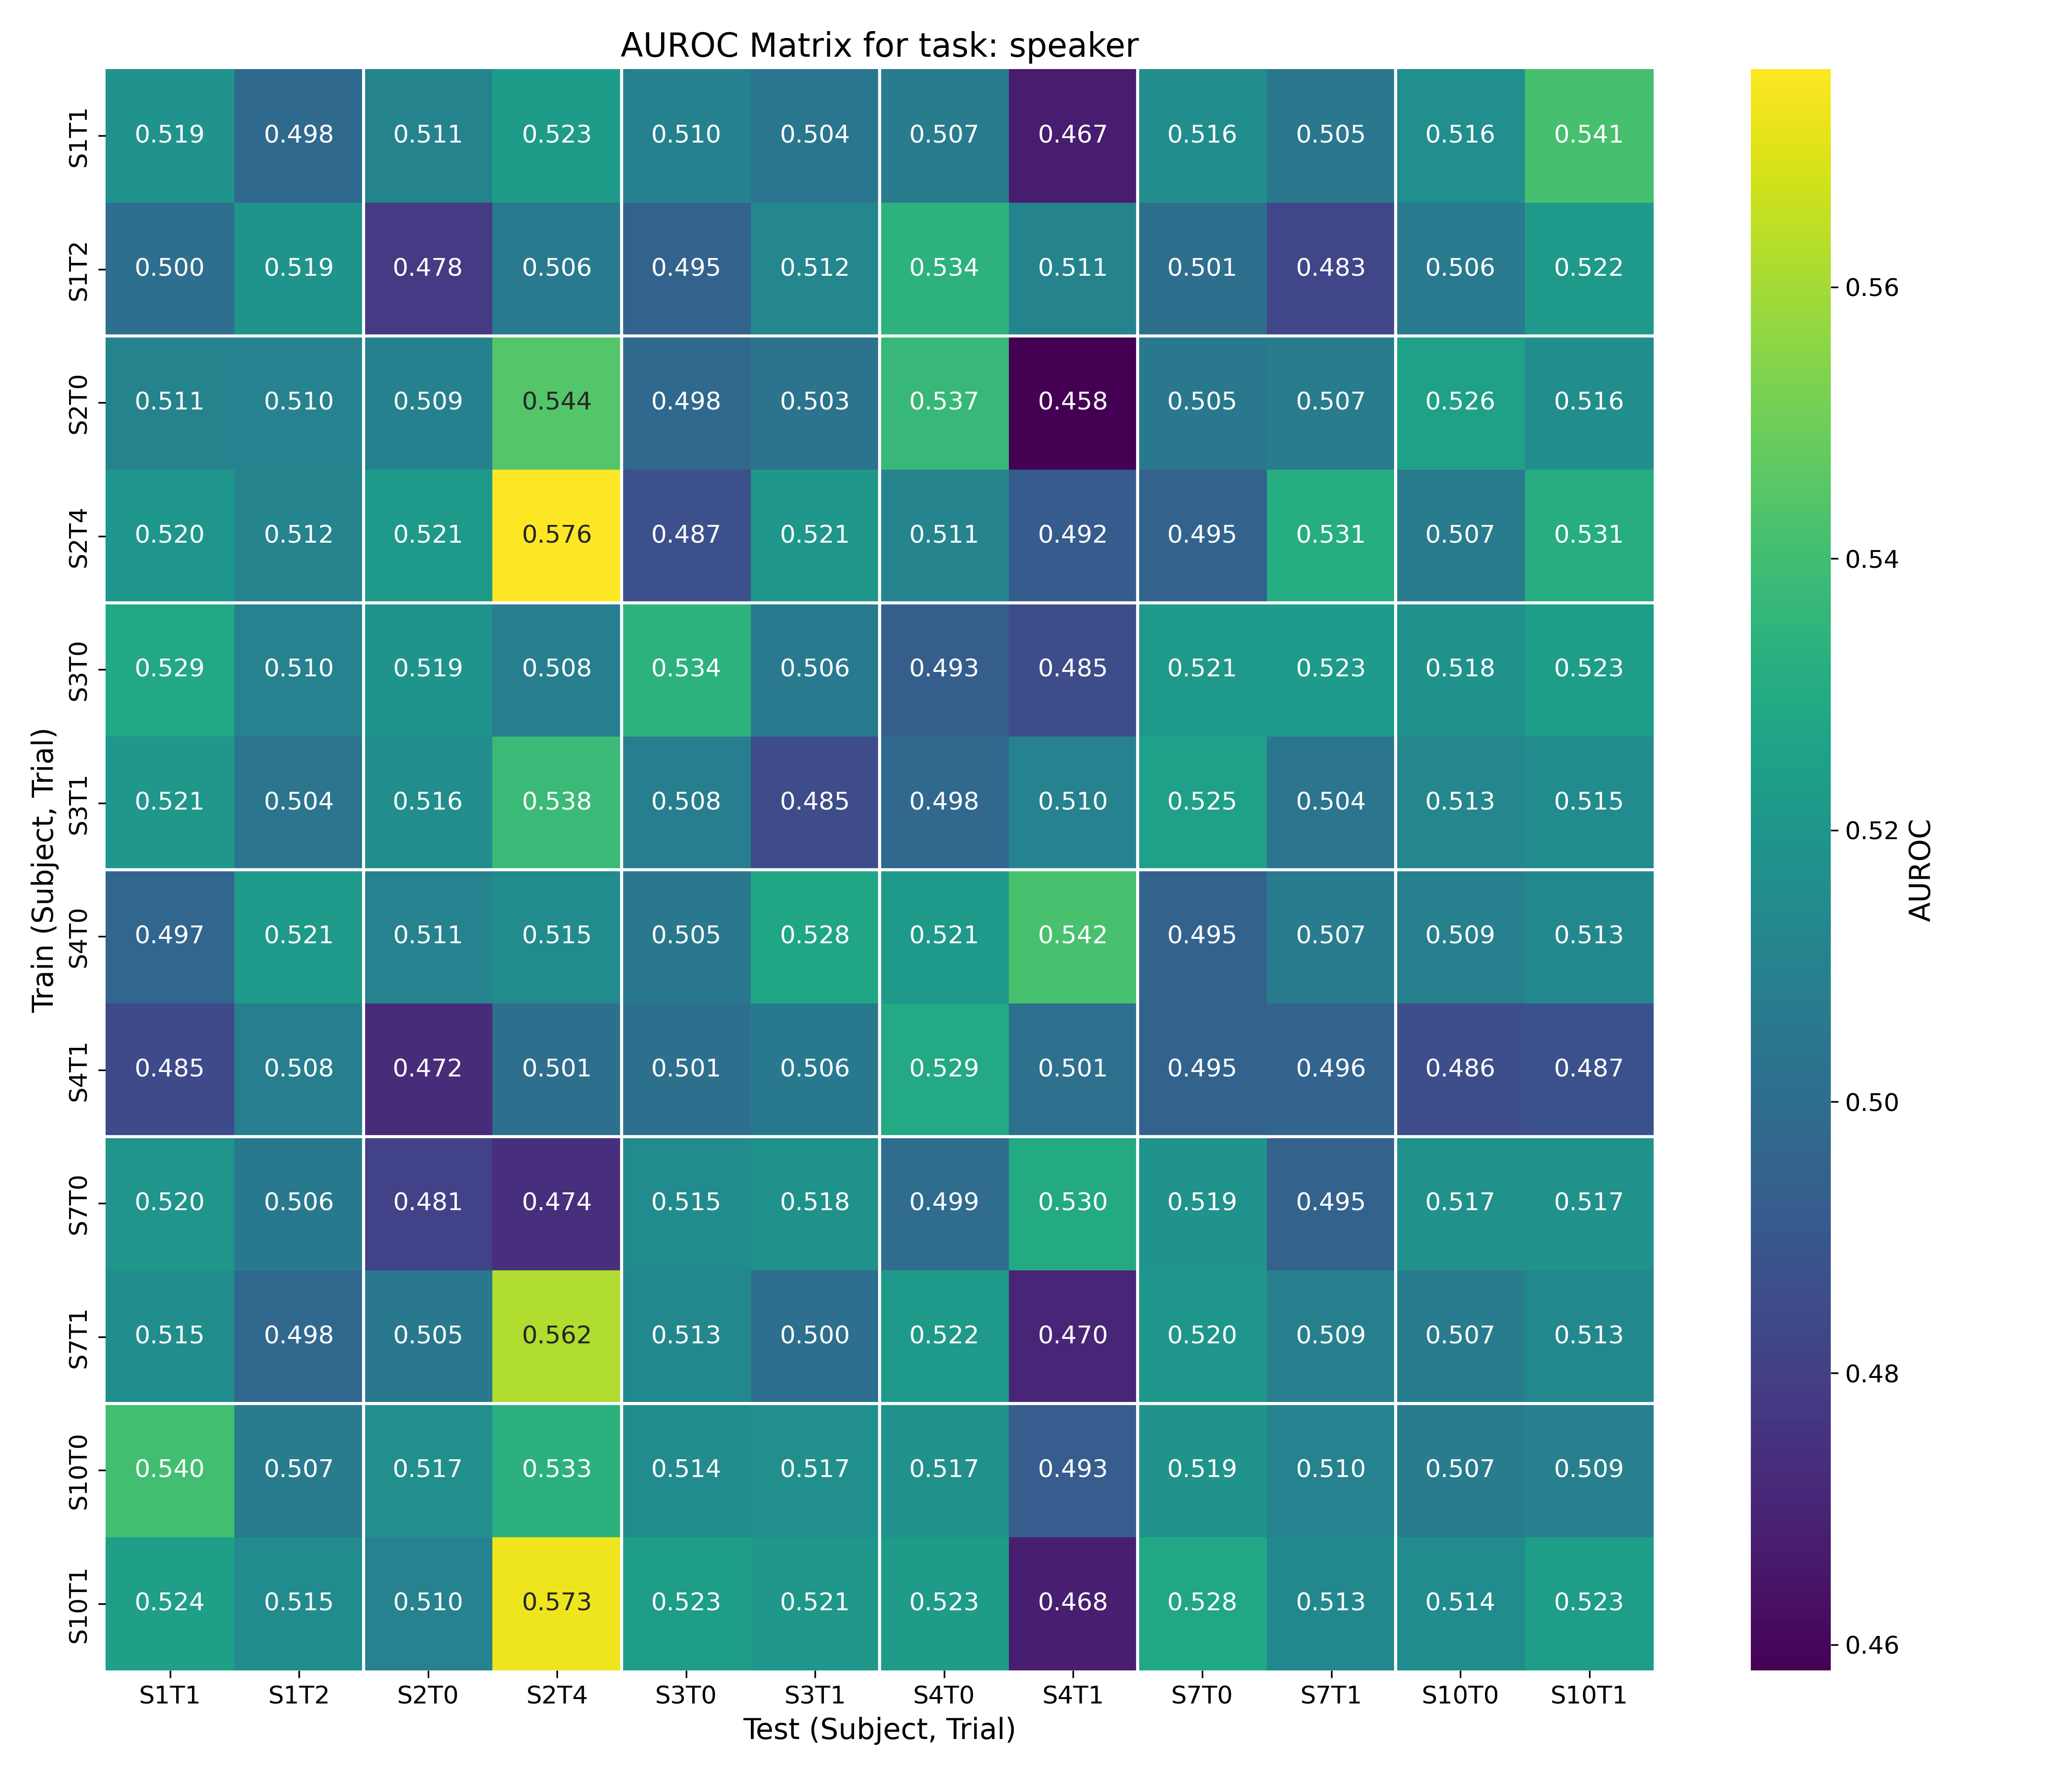 AUROC Matrix for task: speaker
Train (Subject, Trial)
S1T1 0.519 0.498 0.511 0.523 0.510 0.504 0.507 0.467 0.516 0.505 0.516 0.541
S1T2 0.500 0.519 0.478 0.506 0.495 0.512 0.534 0.511 0.501 0.483 0.506 0.522
S2T0 0.511 0.510 0.509 0.544 0.498 0.503 0.537 0.458 0.505 0.507 0.526 0.516
S2T4 0.520 0.512 0.521 0.576 0.487 0.521 0.511 0.492 0.495 0.531 0.507 0.531
S3T0 0.529 0.510 0.519 0.508 0.534 0.506 0.493 0.485 0.521 0.523 0.518 0.523
S3T1 0.521 0.504 0.516 0.538 0.508 0.485 0.498 0.510 0.525 0.504 0.513 0.515
S4T0 0.497 0.521 0.511 0.515 0.505 0.528 0.521 0.542 0.495 0.507 0.509 0.513
S4T1 0.485 0.508 0.472 0.501 0.501 0.506 0.529 0.501 0.495 0.496 0.486 0.487
S7T0 0.520 0.506 0.481 0.474 0.515 0.518 0.499 0.530 0.519 0.495 0.517 0.517
S7T1 0.515 0.498 0.505 0.562 0.513 0.500 0.522 0.470 0.520 0.509 0.507 0.513
S10T0 0.540 0.507 0.517 0.533 0.514 0.517 0.517 0.493 0.519 0.510 0.507 0.509
S10T1 0.524 0.515 0.510 0.573 0.523 0.521 0.523 0.468 0.528 0.513 0.514 0.523
S1T1 S1T2 S2T0 S2T4 S3T0 S3T1 S4T0 S4T1 S7T0 S7T1 S10T0 S10T1
Test (Subject, Trial)
0.56
0.54
0.52
0.50
0.48
0.46
AUROC